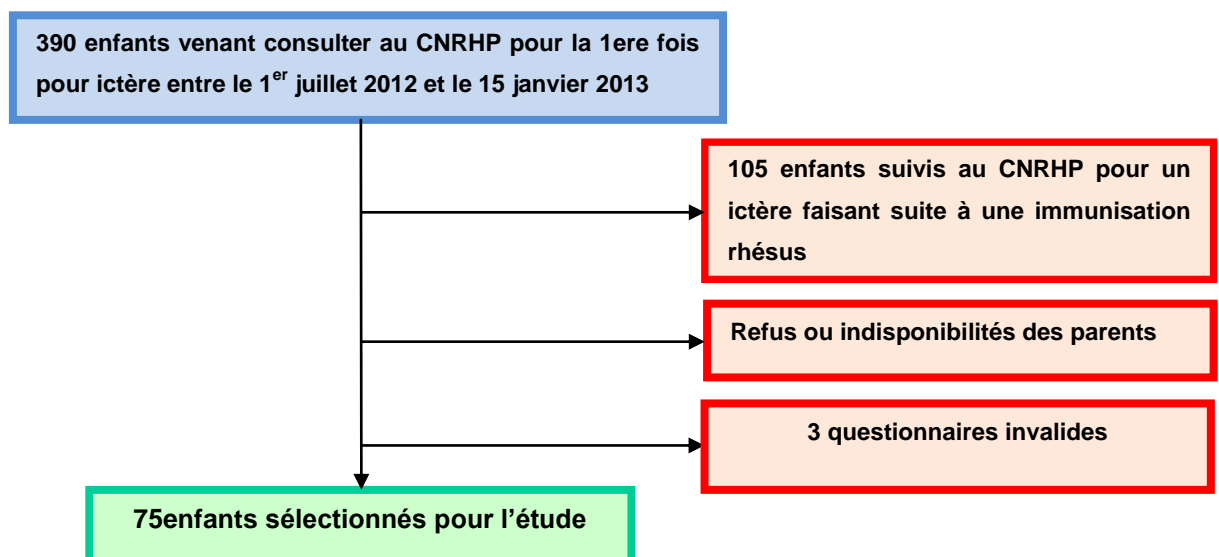 390 enfants venant consulter au CNRHP pour la 1ere fois
pour ictère entre le 1er juillet 2012 et le 15 janvier 2013
105 enfants suivis au CNRHP pour un
ictère faisant suite à une immunisation
rhésus
Refus ou indisponibilités des parents
3 questionnaires invalides
75enfants sélectionnés pour l'étude